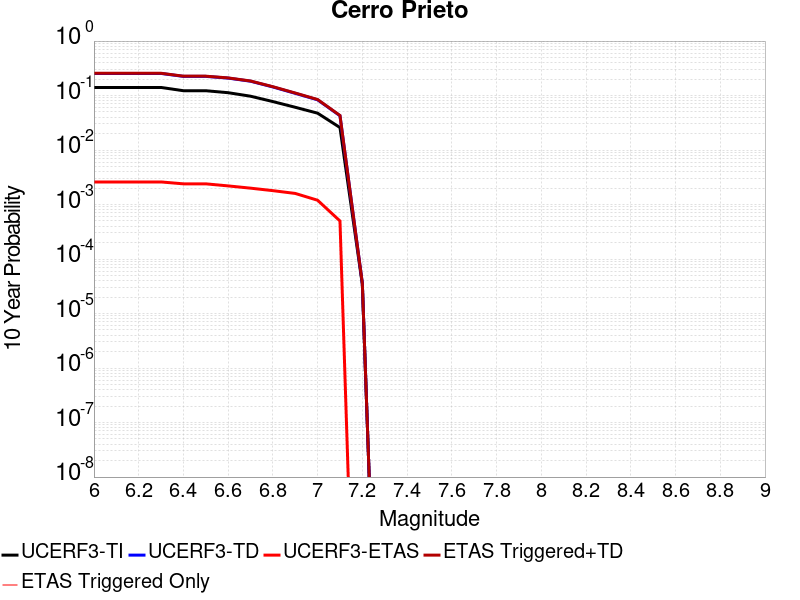 Cerro Prieto
10 Year Probability
10^0
10^-1
10^-2
10^-3
10^-4
10^-5
10^-6
10^-7
10^-8
6 6.2 6.4 6.6 6.8 7 7.2 7.4 7.6 7.8 8 8.2 8.4 8.6 8.8 9
Magnitude
UCERF3-TI UCERF3-TD UCERF3-ETAS ETAS Triggered+TD
ETAS Triggered Only